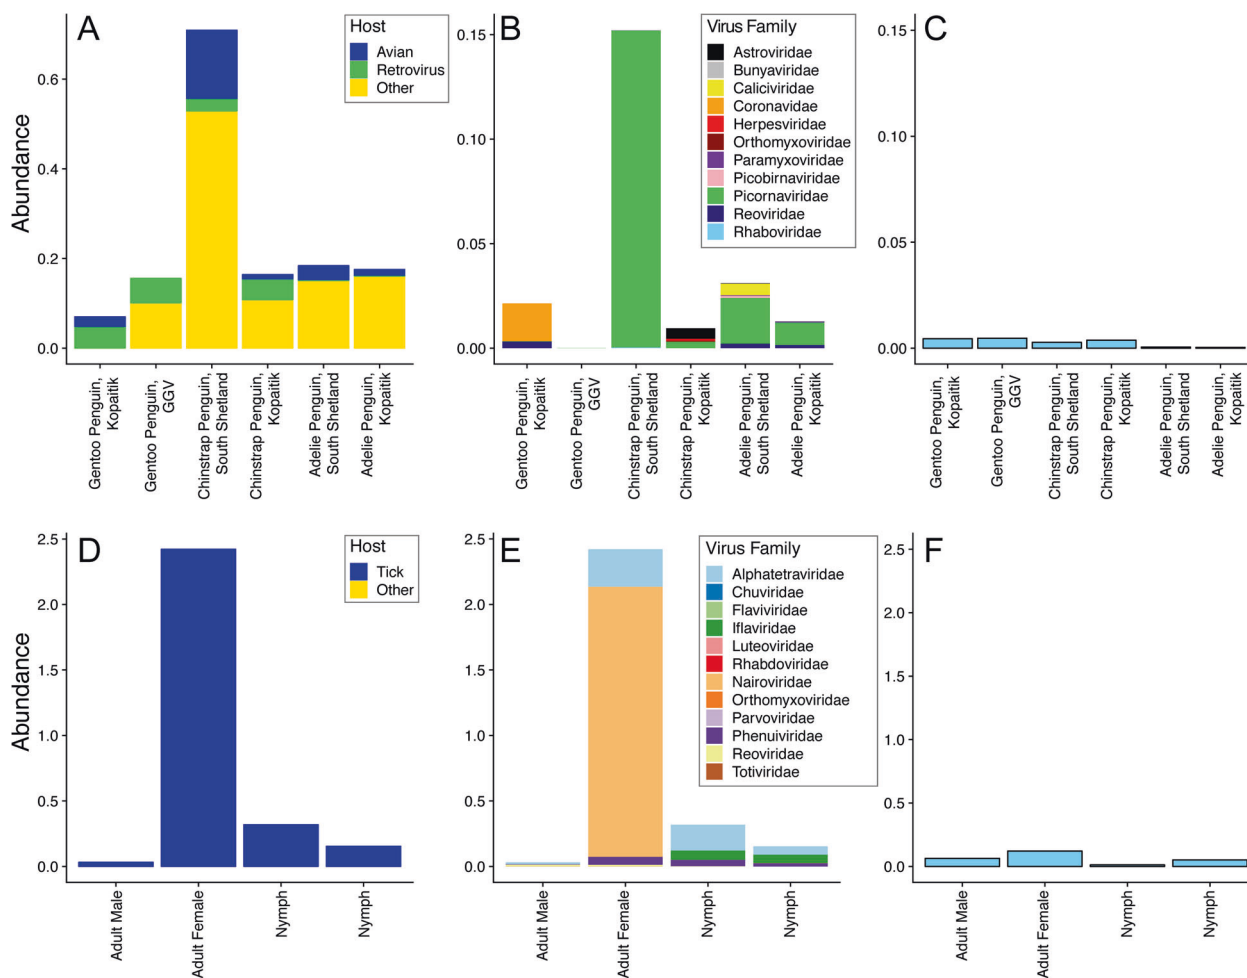 A
Host
Avian
Retrovirus
Other
Abundance
0.6
0.4
0.2
0.0
Gentoo Penguin,
Kopaitik
Gentoo Penguin,
GGV
Chinstrap Penguin,
South Shetland
Chinstrap Penguin,
Kopaitik
Adelie Penguin,
South Shetland
Adelie Penguin,
Kopaitik
B
0.15
0.10
0.05
0.00
Virus Family
Astroviridae
Bunyaviridae
Caliciviridae
Coronavidae
Herpesviridae
Orthomyxoviridae
Paramyxoviridae
Picobirnaviridae
Picornaviridae
Reoviridae
Rhaboviridae
Gentoo Penguin,
Kopaitik
Gentoo Penguin,
GGV
Chinstrap Penguin,
South Shetland
Chinstrap Penguin,
Kopaitik
Adelie Penguin,
South Shetland
Adelie Penguin,
Kopaitik
C
0.15
0.10
0.05
0.00
Gentoo Penguin,
Kopaitik
Gentoo Penguin,
GGV
Chinstrap Penguin,
South Shetland
Chinstrap Penguin,
Kopaitik
Adelie Penguin,
South Shetland
Adelie Penguin,
Kopaitik
D
Host
Tick
Other
Abundance
2.5
2.0
1.5
1.0
0.5
0.0
Adult Male
Adult Female
Nymph
Nymph
E
2.5
2.0
1.5
1.0
0.5
0.0
Virus Family
Alphatetraviridae
Chuviridae
Flaviviridae
Iflaviridae
Luteoviridae
Rhabdoviridae
Nairoviridae
Orthomyxoviridae
Parvoviridae
Phenuiviridae
Reoviridae
Totiviridae
Adult Male
Adult Female
Nymph
Nymph
F
2.5
2.0
1.5
1.0
0.5
0.0
Adult Male
Adult Female
Nymph
Nymph